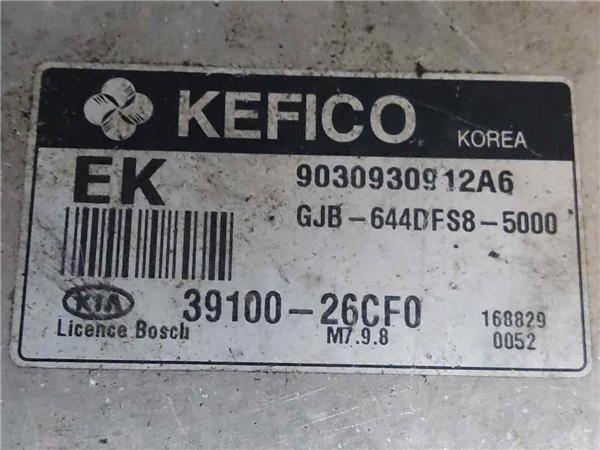 KEFICO KOREA
EK 9030930912A6
GJB-644DFS8-5000
KIA 39100-26CF0 168829
Licence Bosch M7.9.8 0052